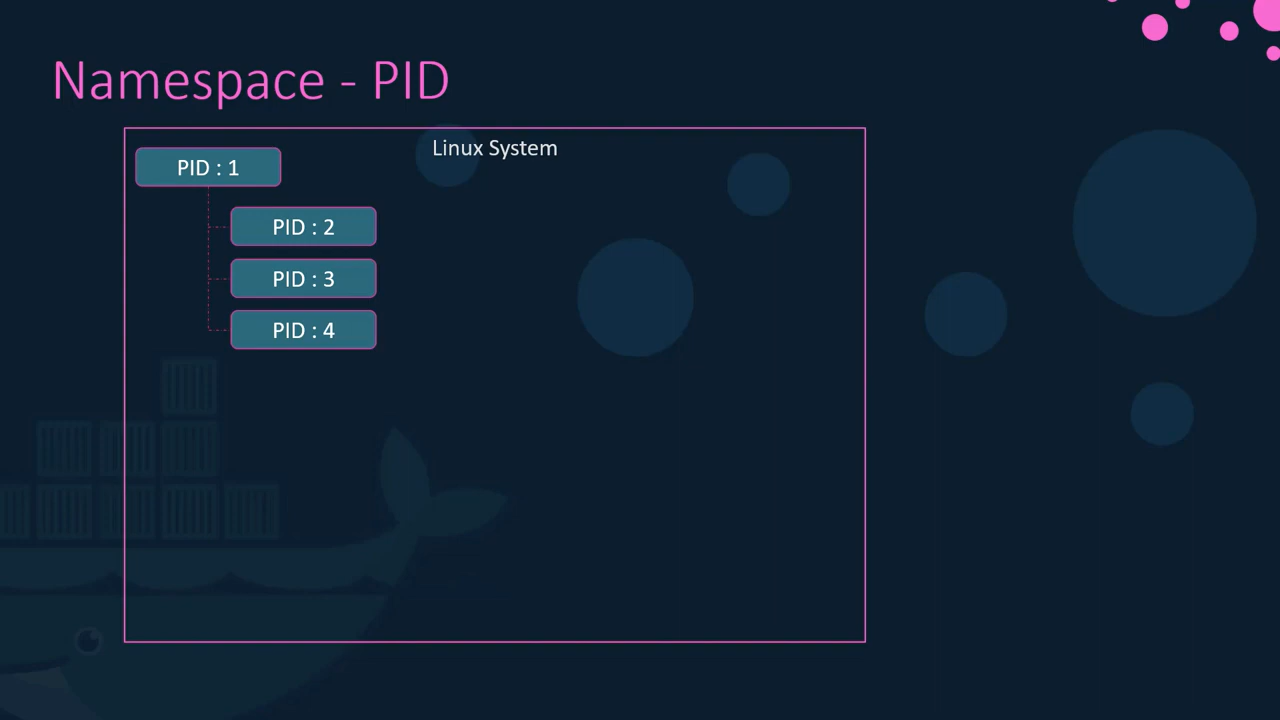 Namespace - PID
Linux System
PID : 1
PID : 2
PID : 3
PID : 4